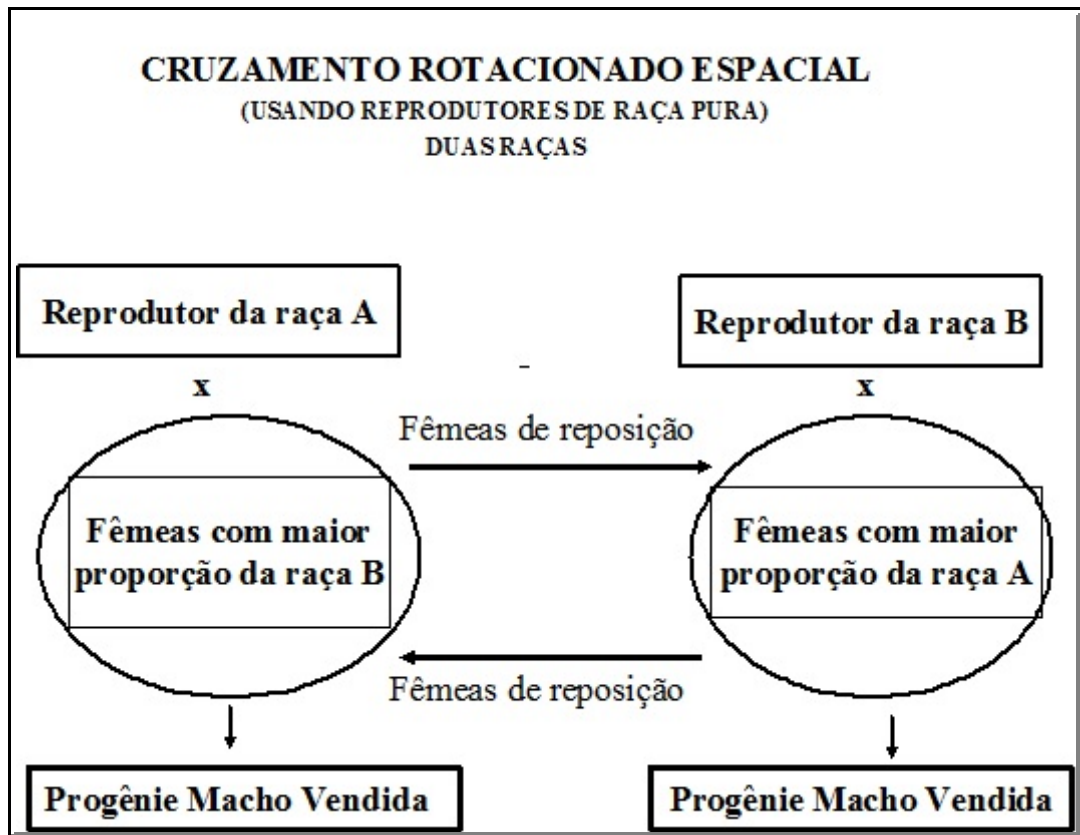 CRUZAMENTO ROTACIONADO ESPACIAL
(USANDO REPRODUTORES DE RAÇA PURA)
DUAS RAÇAS
Reprodutor da raça A
Reprodutor da raça B
x
x
Fêmeas de reposição
Fêmeas com maior
proporção da raça B
Fêmeas com maior
proporção da raça A
Fêmeas de reposição
Progênie Macho Vendida
Progênie Macho Vendida